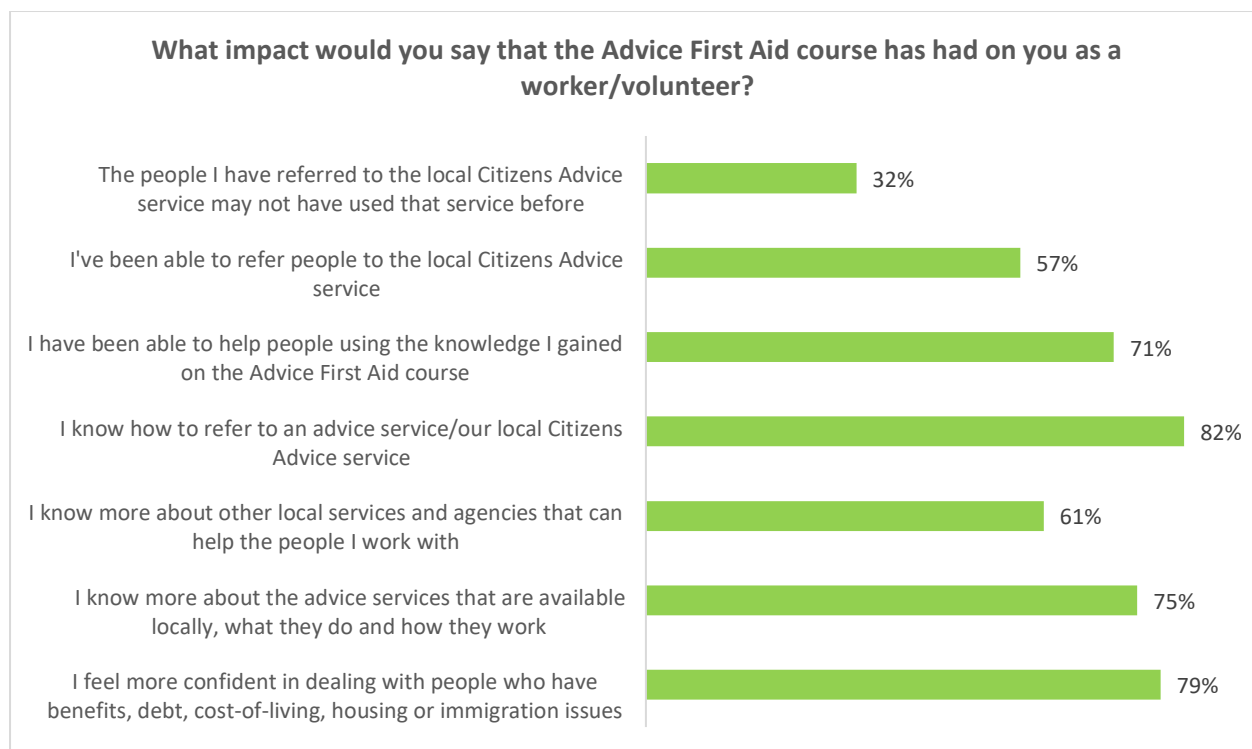 What impact would you say that the Advice First Aid course has had on you as a
worker/volunteer?
The people I have referred to the local Citizens Advice
service may not have used that service before
32%
I've been able to refer people to the local Citizens Advice
service
57%
I have been able to help people using the knowledge I gained
on the Advice First Aid course
71%
I know how to refer to an advice service/our local Citizens
Advice service
82%
I know more about other local services and agencies that can
help the people I work with
61%
I know more about the advice services that are available
locally, what they do and how they work
75%
I feel more confident in dealing with people who have
benefits, debt, cost-of-living, housing or immigration issues
79%